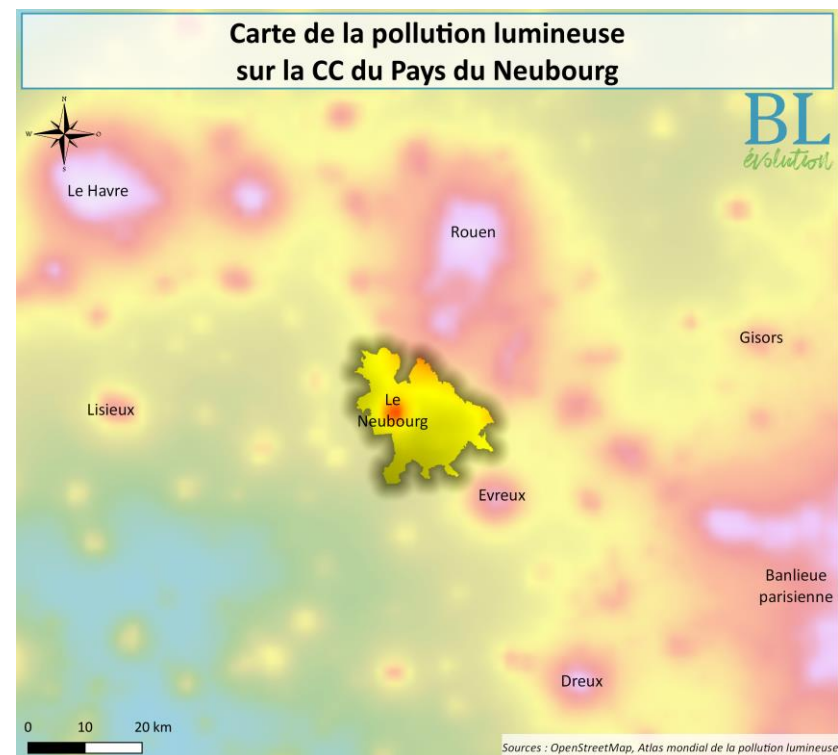 Carte de la pollution lumineuse
sur la CC du Pays du Neubourg
N
W O
S
BL
évolution
Le Havre
Rouen
Gisors
Lisieux
Le
Neubourg
Evreux
Banlieue
parisienne
Dreux
0 10 20 km
Sources : OpenStreetMap, Atlas mondial de la pollution lumineuse